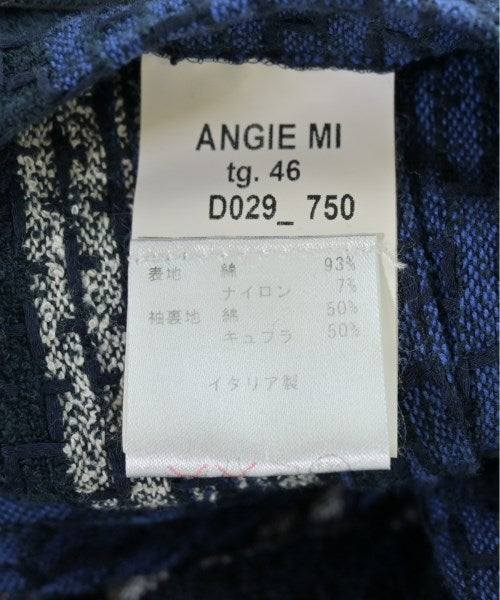 ANGIE MI
tg. 46
D029_ 750
表地 綿 93%
ナイロン 7%
袖裏地 綿 50%
キュプラ 50%
イタリア製